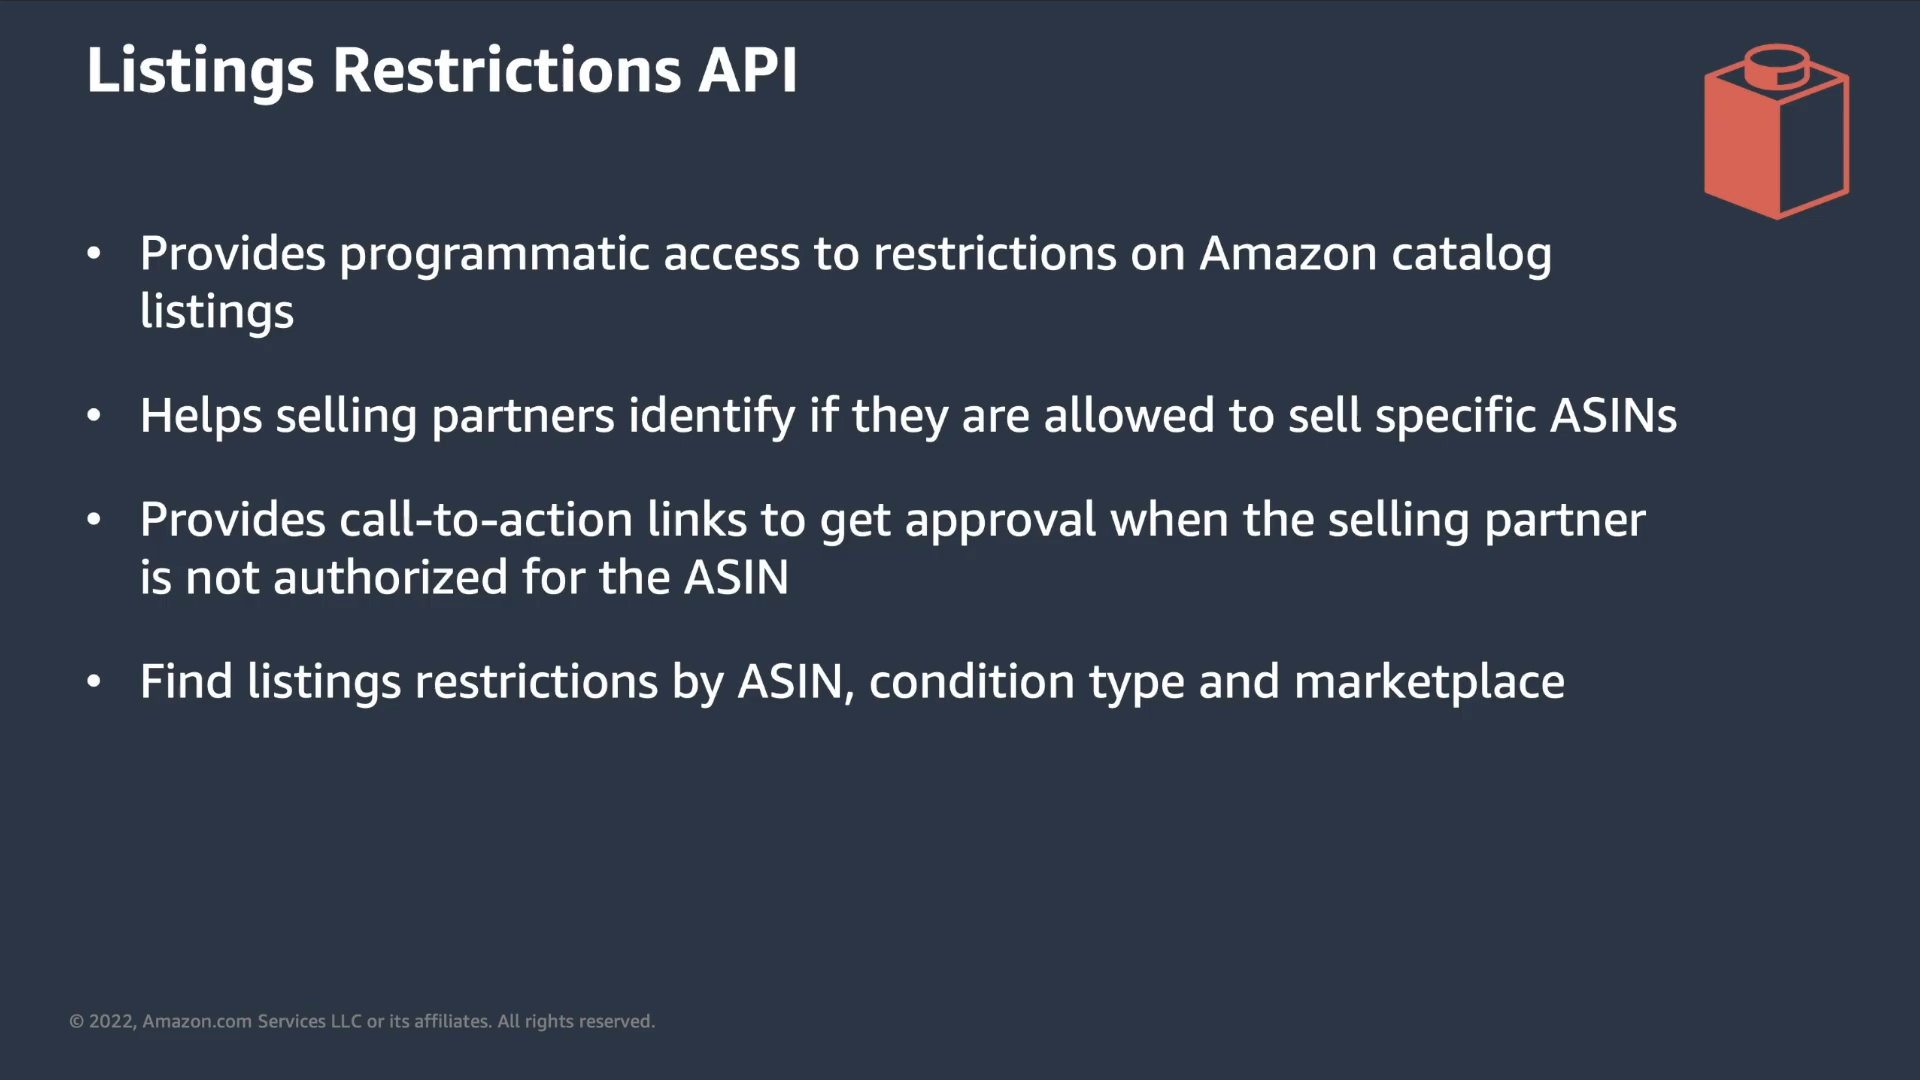 Listings Restrictions API
• Provides programmatic access to restrictions on Amazon catalog
listings
• Helps selling partners identify if they are allowed to sell specific ASINs
• Provides call-to-action links to get approval when the selling partner
is not authorized for the ASIN
• Find listings restrictions by ASIN, condition type and marketplace
© 2022, Amazon.com Services LLC or its affiliates. All rights reserved.